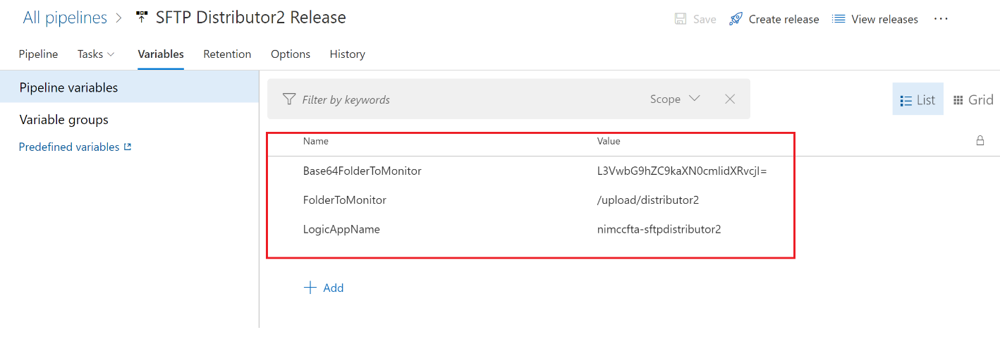 All pipelines > SFTP Distributor2 Release Save Create release View releases ...
Pipeline Tasks Variables Retention Options History
Pipeline variables
Filter by keywords Scope List Grid
Variable groups
Predefined variables
Name Value
Base64FolderToMonitor L3VwbG9hZC9kaXN0cmlidXRvcjI=
FolderToMonitor /upload/distributor2
LogicAppName nimccfta-sftpdistributor2
+ Add